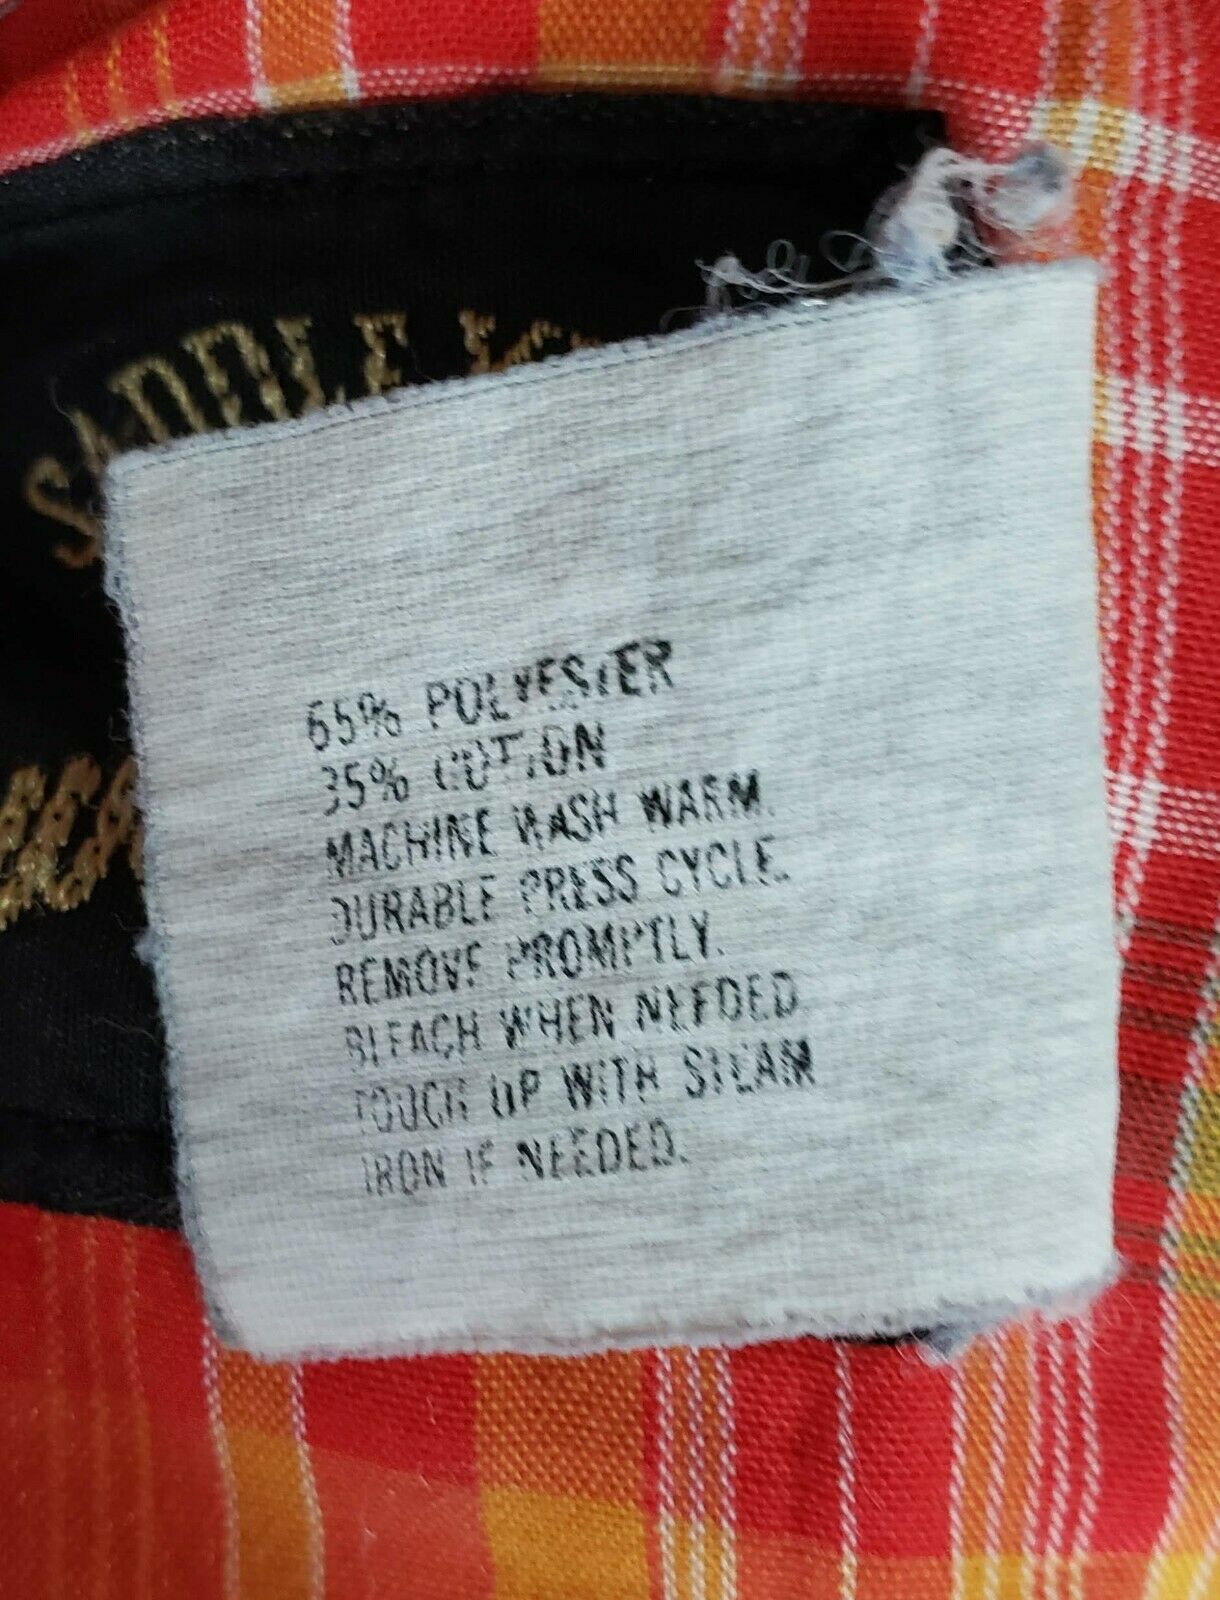 SADDLE
65% POLYESTER
35% COTTON
MACHINE WASH WARM.
DURABLE PRESS CYCLE.
REMOVE PROMPTLY.
BLEACH WHEN NEEDED.
TOUCH UP WITH STEAM
IRON IF NEEDED.